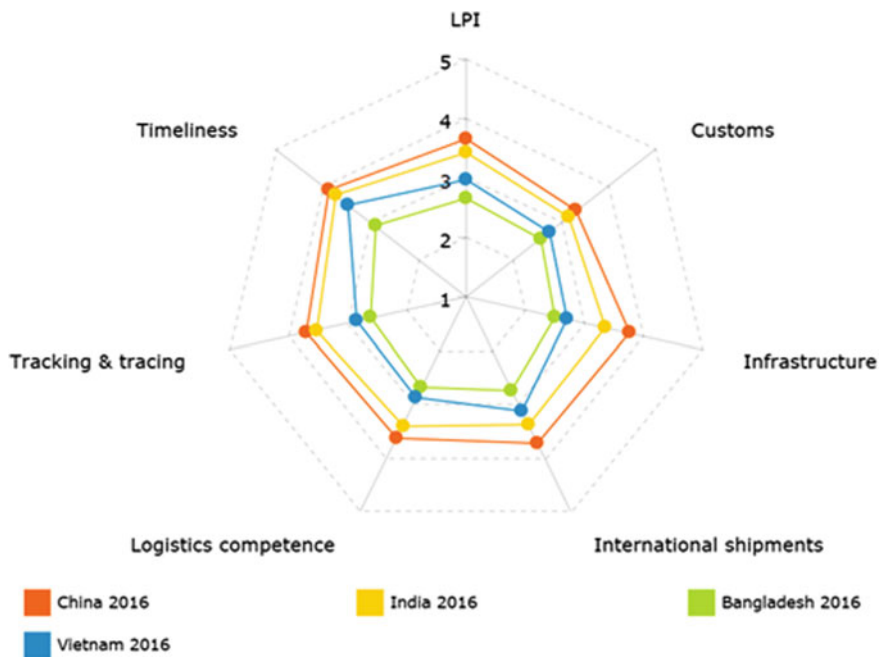 LPI
5
4
3
2
1
Timeliness
Customs
Tracking & tracing
Infrastructure
Logistics competence
International shipments
China 2016
India 2016
Bangladesh 2016
Vietnam 2016